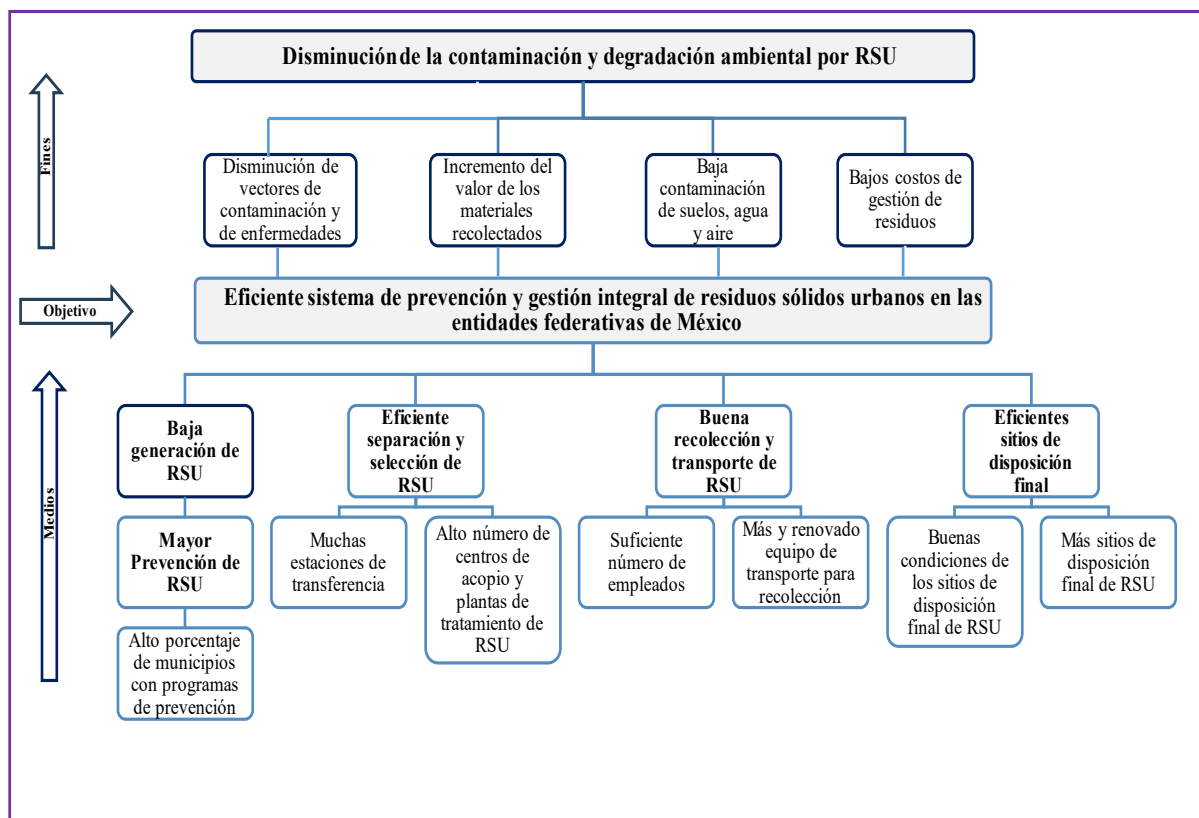 Disminución de la contaminación y degradación ambiental por RSU
Fines
Disminución de
vectores de
contaminación y
de enfermedades
Incremento del
valor de los
materiales
recolectados
Baja
contaminación
de suelos, agua
y aire
Bajos costos de
gestión de
residuos
Objetivo
Eficiente sistema de prevención y gestión integral de residuos sólidos urbanos en las
entidades federativas de México
Medios
Baja
generación de
RSU
Eficiente
separación y
selección de
RSU
Buena
recolección y
transporte de
RSU
Eficientes
sitios de
disposición
final
Mayor
Prevención de
RSU
Muchas
estaciones de
transferencia
Alto número de
centros de
acopio y
plantas de
tratamiento de
RSU
Suficiente
número de
empleados
Más y renovado
equipo de
transporte para
recolección
Buenas
condiciones de
los sitios de
disposición
final de RSU
Más sitios de
disposición
final de RSU
Alto porcentaje
de municipios
con programas
de prevención